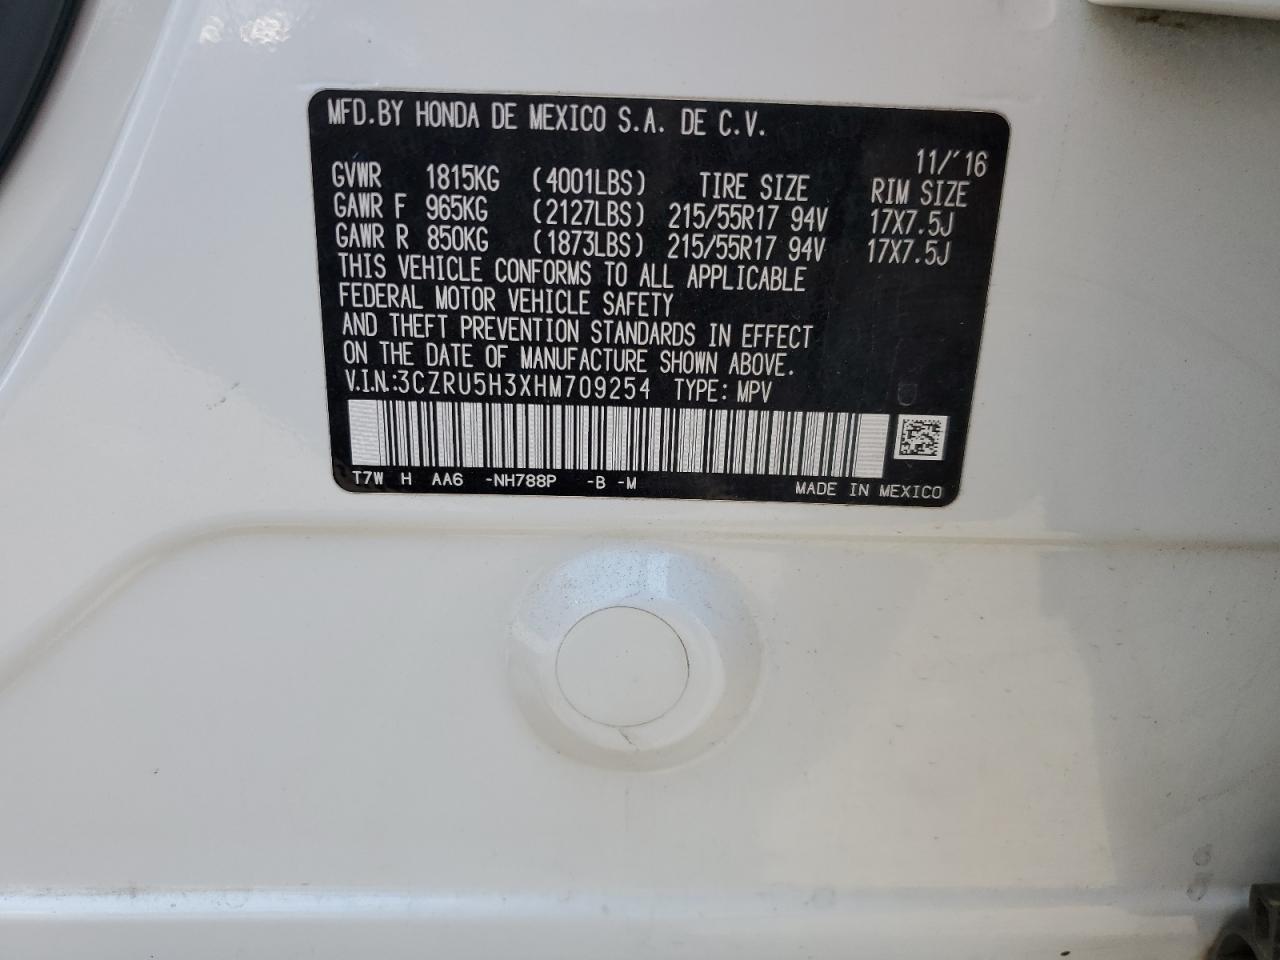 MFD.BY HONDA DE MEXICO S.A. DE C.V.
11/'16
GVWR 1815KG (4001LBS) TIRE SIZE RIM SIZE
GAWR F 965KG (2127LBS) 215/55R17 94V 17X7.5J
GAWR R 850KG (1873LBS) 215/55R17 94V 17X7.5J
THIS VEHICLE CONFORMS TO ALL APPLICABLE
FEDERAL MOTOR VEHICLE SAFETY
AND THEFT PREVENTION STANDARDS IN EFFECT
ON THE DATE OF MANUFACTURE SHOWN ABOVE.
V.I.N.:3CZRU5H3XHM709254 TYPE: MPV
T7W H AA6 -NH788P -B -M
MADE IN MEXICO